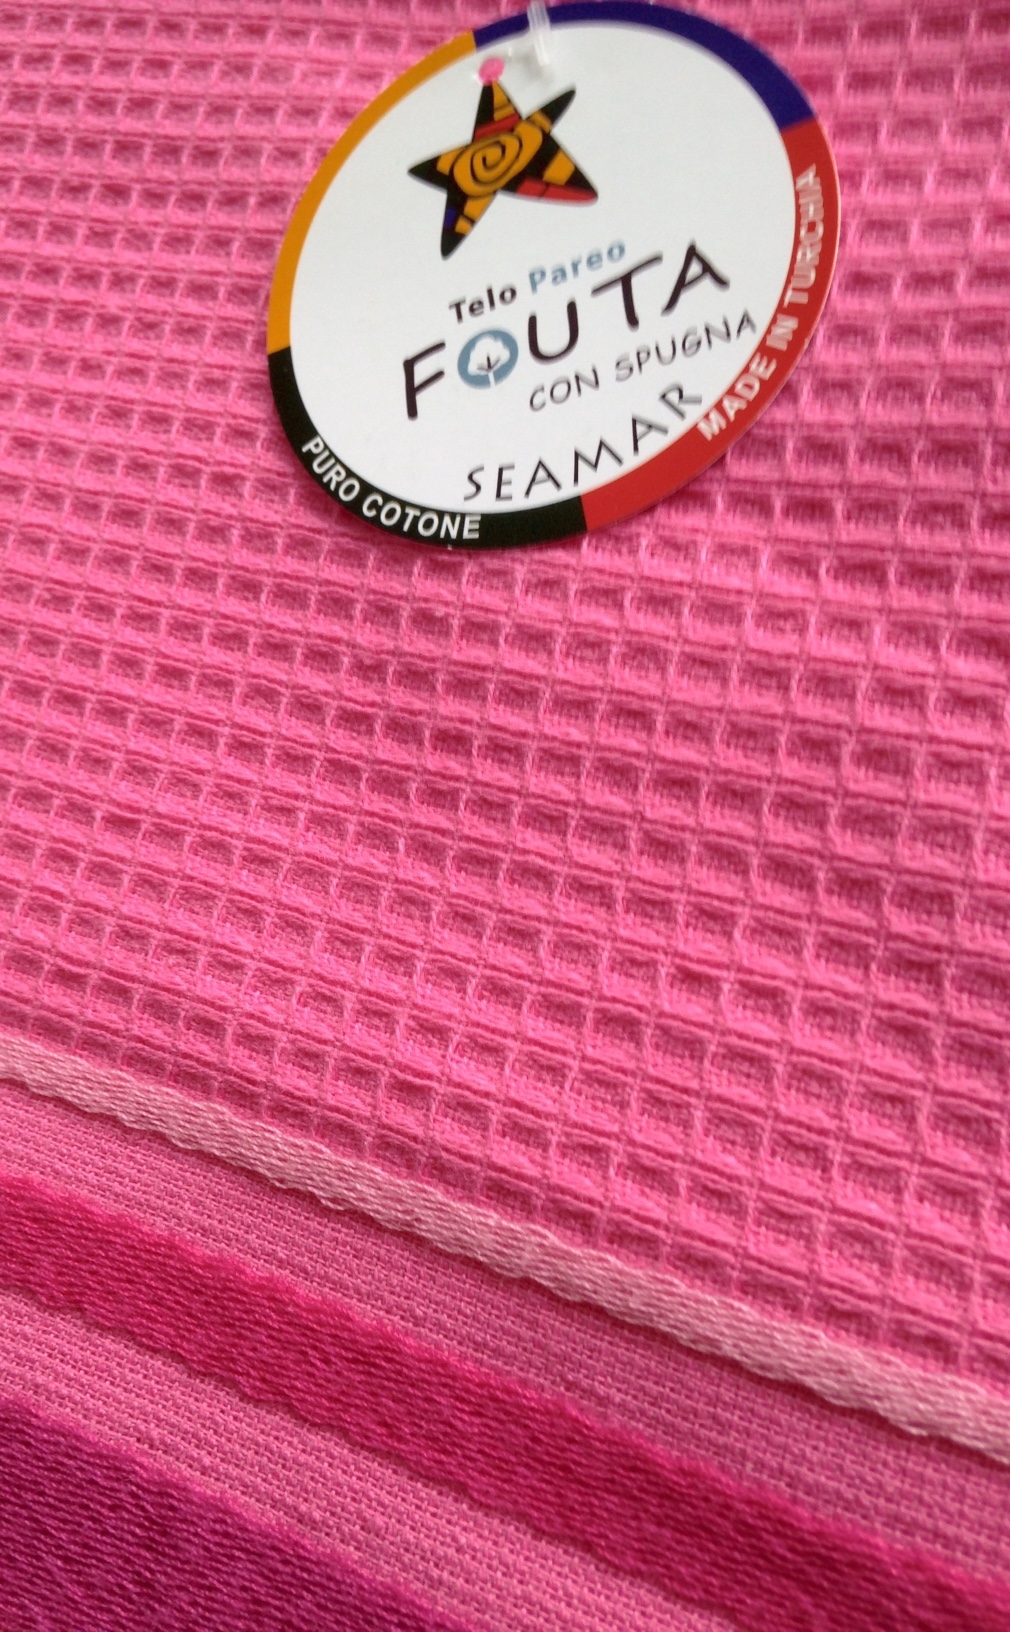 Telo Pareo
FOUTA
CON SPUGNA
SEAMAR
PURO COTONE
MADE IN TURCHIA